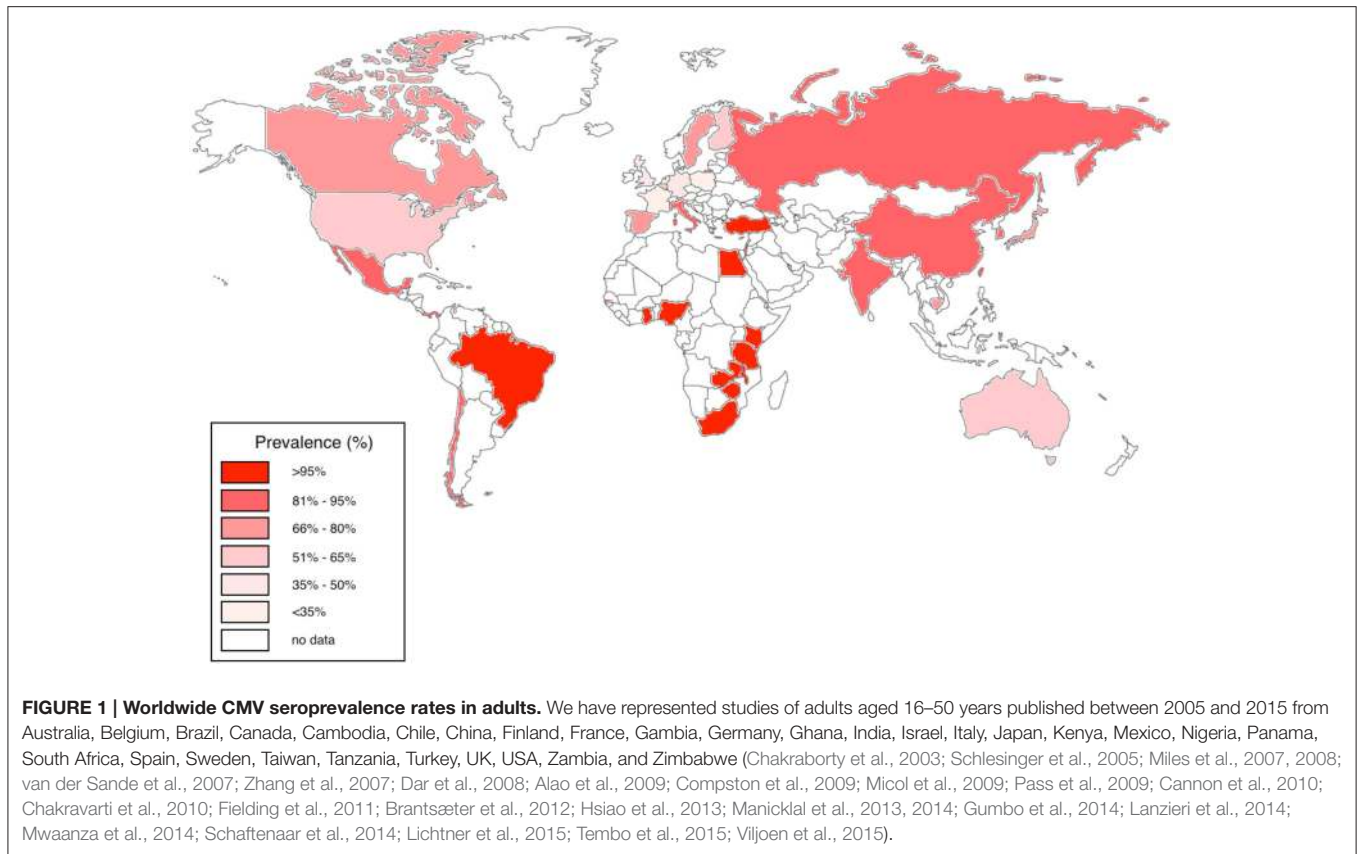 Prevalence (%)
>95%
81% - 95%
66% - 80%
51% - 65%
35% - 50%
<35%
no data
FIGURE 1 | Worldwide CMV seroprevalence rates in adults. We have represented studies of adults aged 16–50 years published between 2005 and 2015 from
Australia, Belgium, Brazil, Canada, Cambodia, Chile, China, Finland, France, Gambia, Germany, Ghana, India, Israel, Italy, Japan, Kenya, Mexico, Nigeria, Panama,
South Africa, Spain, Sweden, Taiwan, Tanzania, Turkey, UK, USA, Zambia, and Zimbabwe (Chakraborty et al., 2003; Schlesinger et al., 2005; Miles et al., 2007, 2008;
van der Sande et al., 2007; Zhang et al., 2007; Dar et al., 2008; Alao et al., 2009; Compston et al., 2009; Micol et al., 2009; Pass et al., 2009; Cannon et al., 2010;
Chakravarti et al., 2010; Fielding et al., 2011; Brantsæter et al., 2012; Hsiao et al., 2013; Manicklal et al., 2013, 2014; Gumbo et al., 2014; Lanzieri et al., 2014;
Mwaanza et al., 2014; Schaftenaar et al., 2014; Lichtner et al., 2015; Tembo et al., 2015; Viljoen et al., 2015).